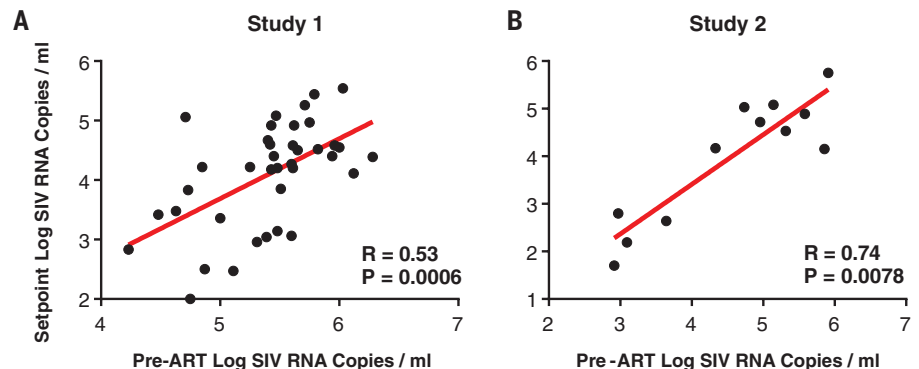 A
Study 1
Setpoint Log SIV RNA Copies / ml
6
5
4
3
2
4
5
6
7
R = 0.53
P = 0.0006
Pre-ART Log SIV RNA Copies / ml
B
Study 2
6
5
4
3
2
1
2
3
4
5
6
7
R = 0.74
P = 0.0078
Pre -ART Log SIV RNA Copies / ml